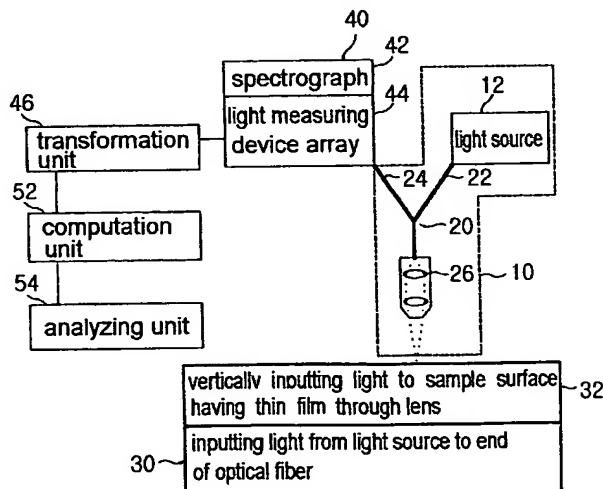 40
42
spectrograph
44
light measuring
device array
46
transformation
unit
12
light source
24
22
20
52
computation
unit
26
10
54
analyzing unit
vertically inputting light to sample surface
having thin film through lens
32
inputting light from light source to end
of optical fiber
30